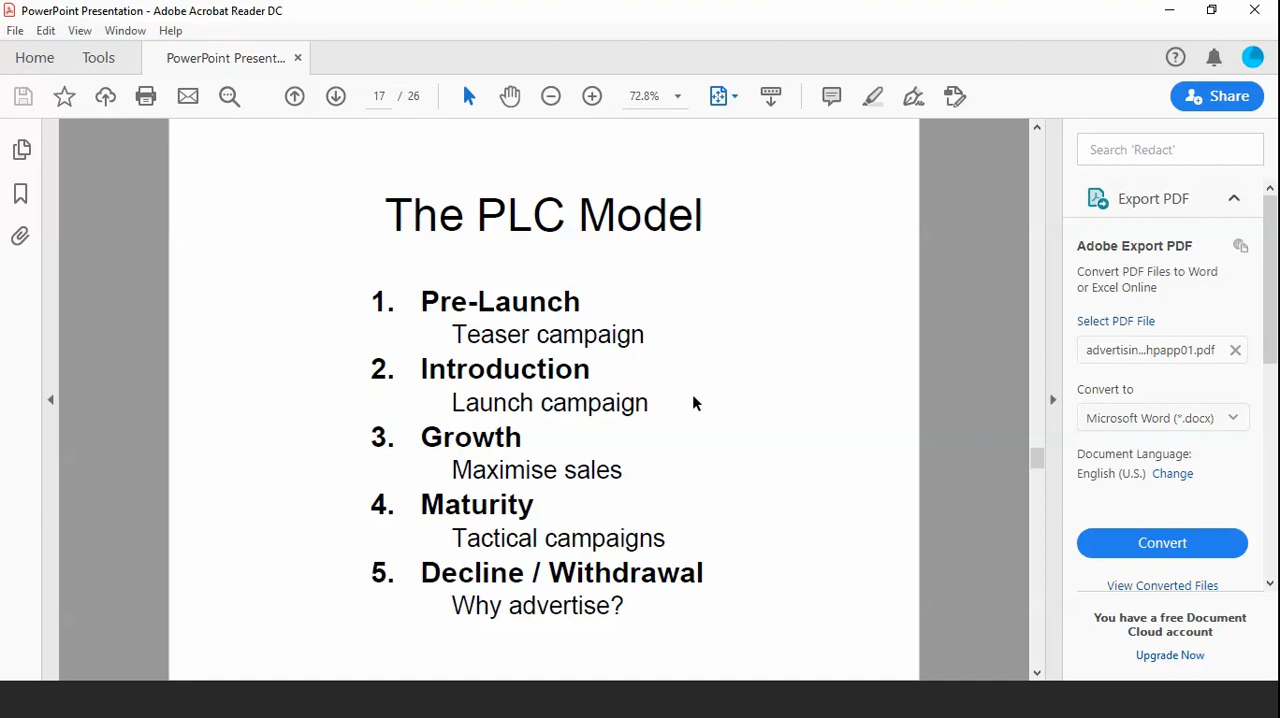 PowerPoint Presentation - Adobe Acrobat Reader DC
File Edit View Window Help
Home Tools PowerPoint Present... ×
17 / 26 72.8% Share
The PLC Model
1. Pre-Launch
Teaser campaign
2. Introduction
Launch campaign
3. Growth
Maximise sales
4. Maturity
Tactical campaigns
5. Decline / Withdrawal
Why advertise?
Search 'Redact'
Export PDF
Adobe Export PDF
Convert PDF Files to Word
or Excel Online
Select PDF File
advertisin...hpapp01.pdf
Convert to
Microsoft Word (*.docx)
Document Language:
English (U.S.) Change
Convert
View Converted Files
You have a free Document
Cloud account
Upgrade Now